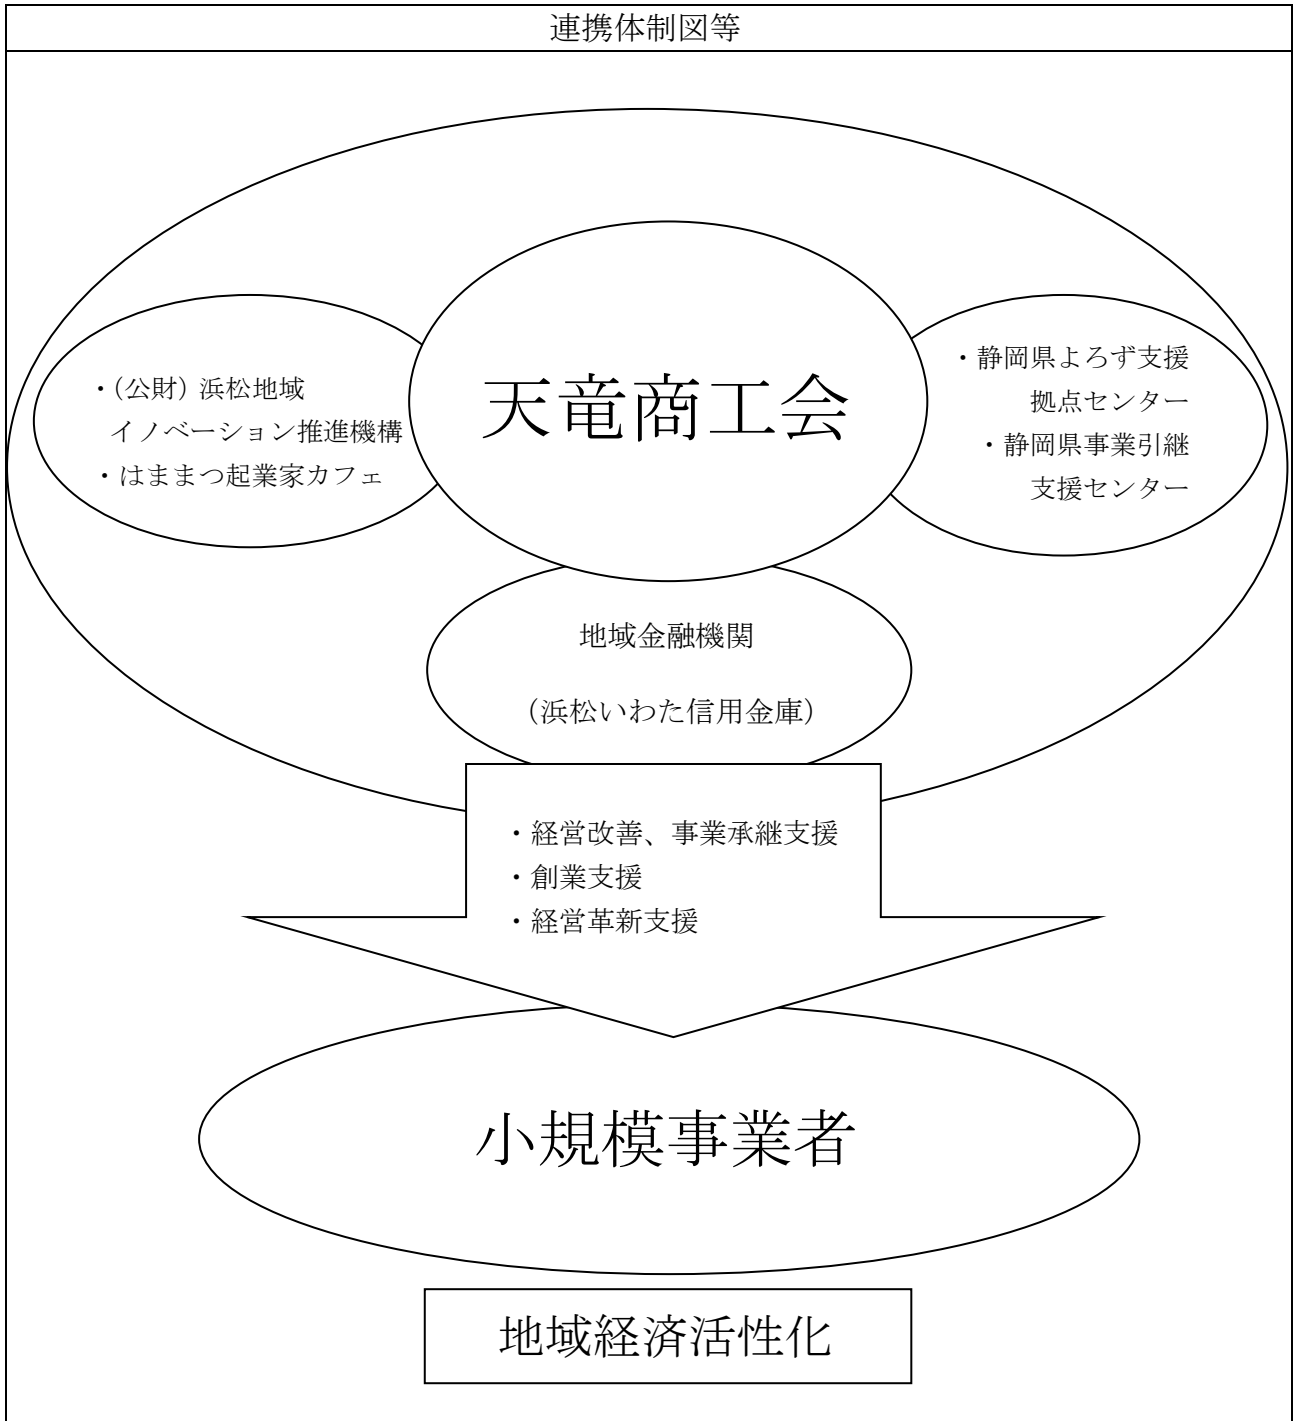 連携体制図等
天竜商工会
・（公財）浜松地域
イノベーション推進機構
・はままつ起業家カフェ
・静岡県よろず支援
拠点センター
・静岡県事業引継
支援センター
地域金融機関
（浜松いわた信用金庫）
・経営改善、事業承継支援
・創業支援
・経営革新支援
小規模事業者
地域経済活性化